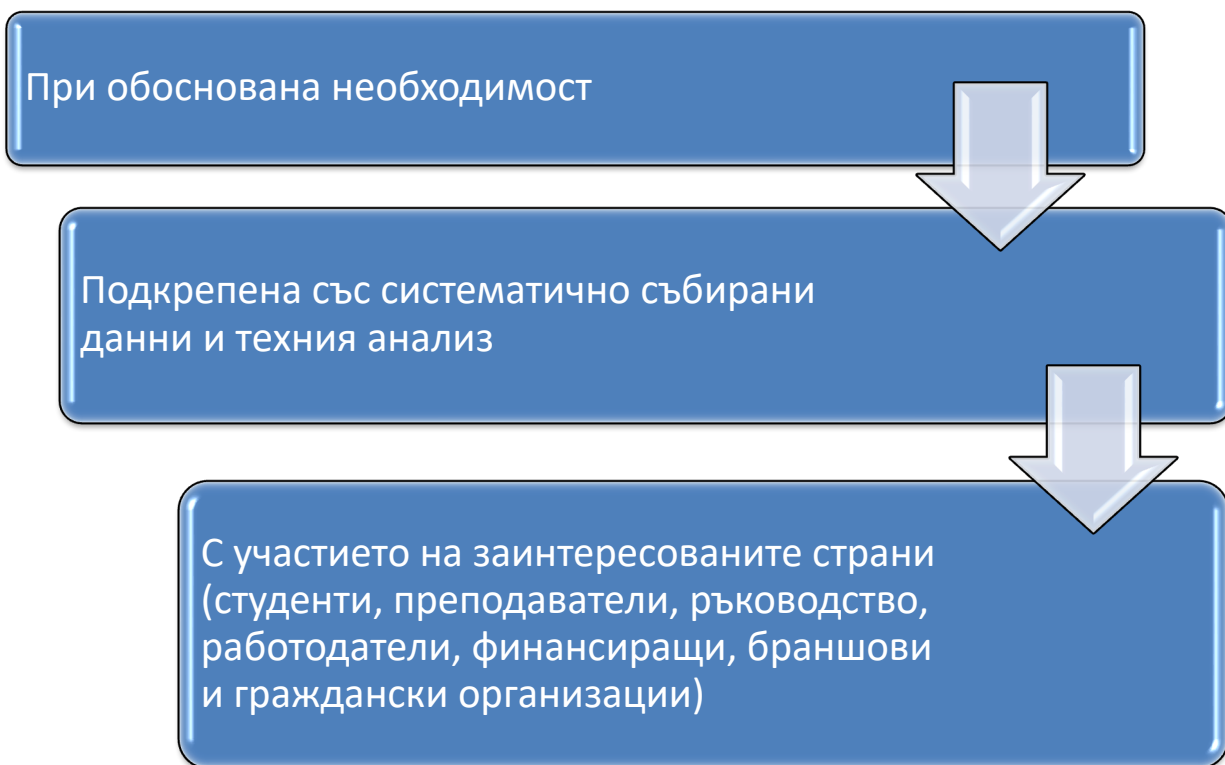 При обоснована необходимост
Подкрепена със систематично събирани
данни и техния анализ
С участието на заинтересованите страни
(студенти, преподаватели, ръководство,
работодатели, финансиращи, браншови
и граждански организации)